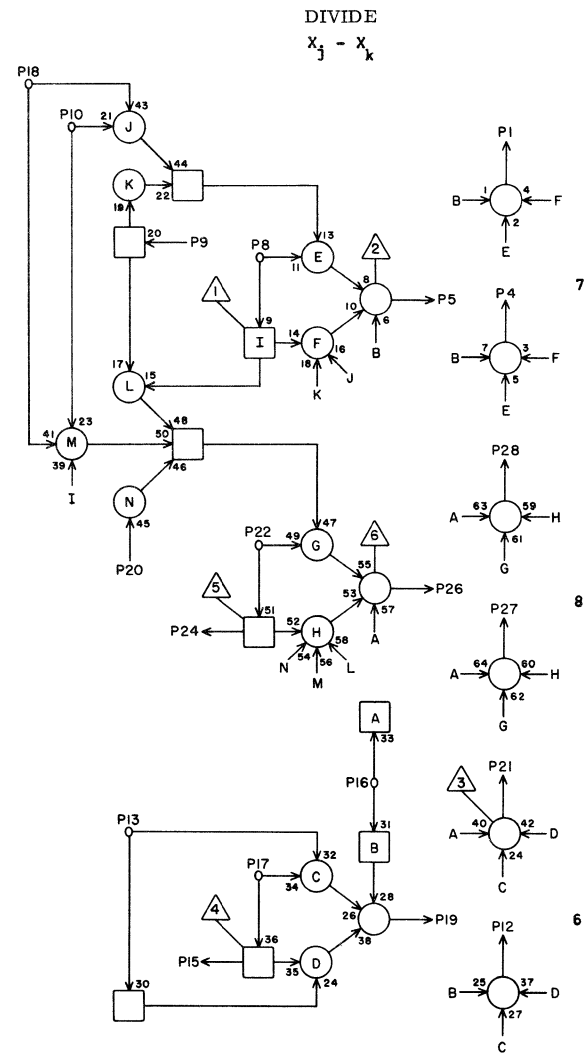 DIVIDE
Xj - Xk
P18
43
P10
21
J
44
P1
K
22
19
1
4
B
F
20
P9
13
2
P8
E
2
E
11
8
7
1
9
10
P5
6
P4
I
14
F
B
16
18
J
7
3
17
15
K
B
F
L
5
48
E
23
41
M
50
P28
39
46
N
63
59
I
45
47
A
H
P22
49
G
6
61
P20
55
G
5
P26
8
51
53
57
P27
52
H
A
P24
58
54
56
64
60
N
L
A
H
M
62
G
A
33
P21
3
P16
P13
31
40
42
B
A
D
32
24
P17
28
C
C
34
26
P19
6
4
38
P12
36
P15
35
D
24
25
37
30
B
D
27
C